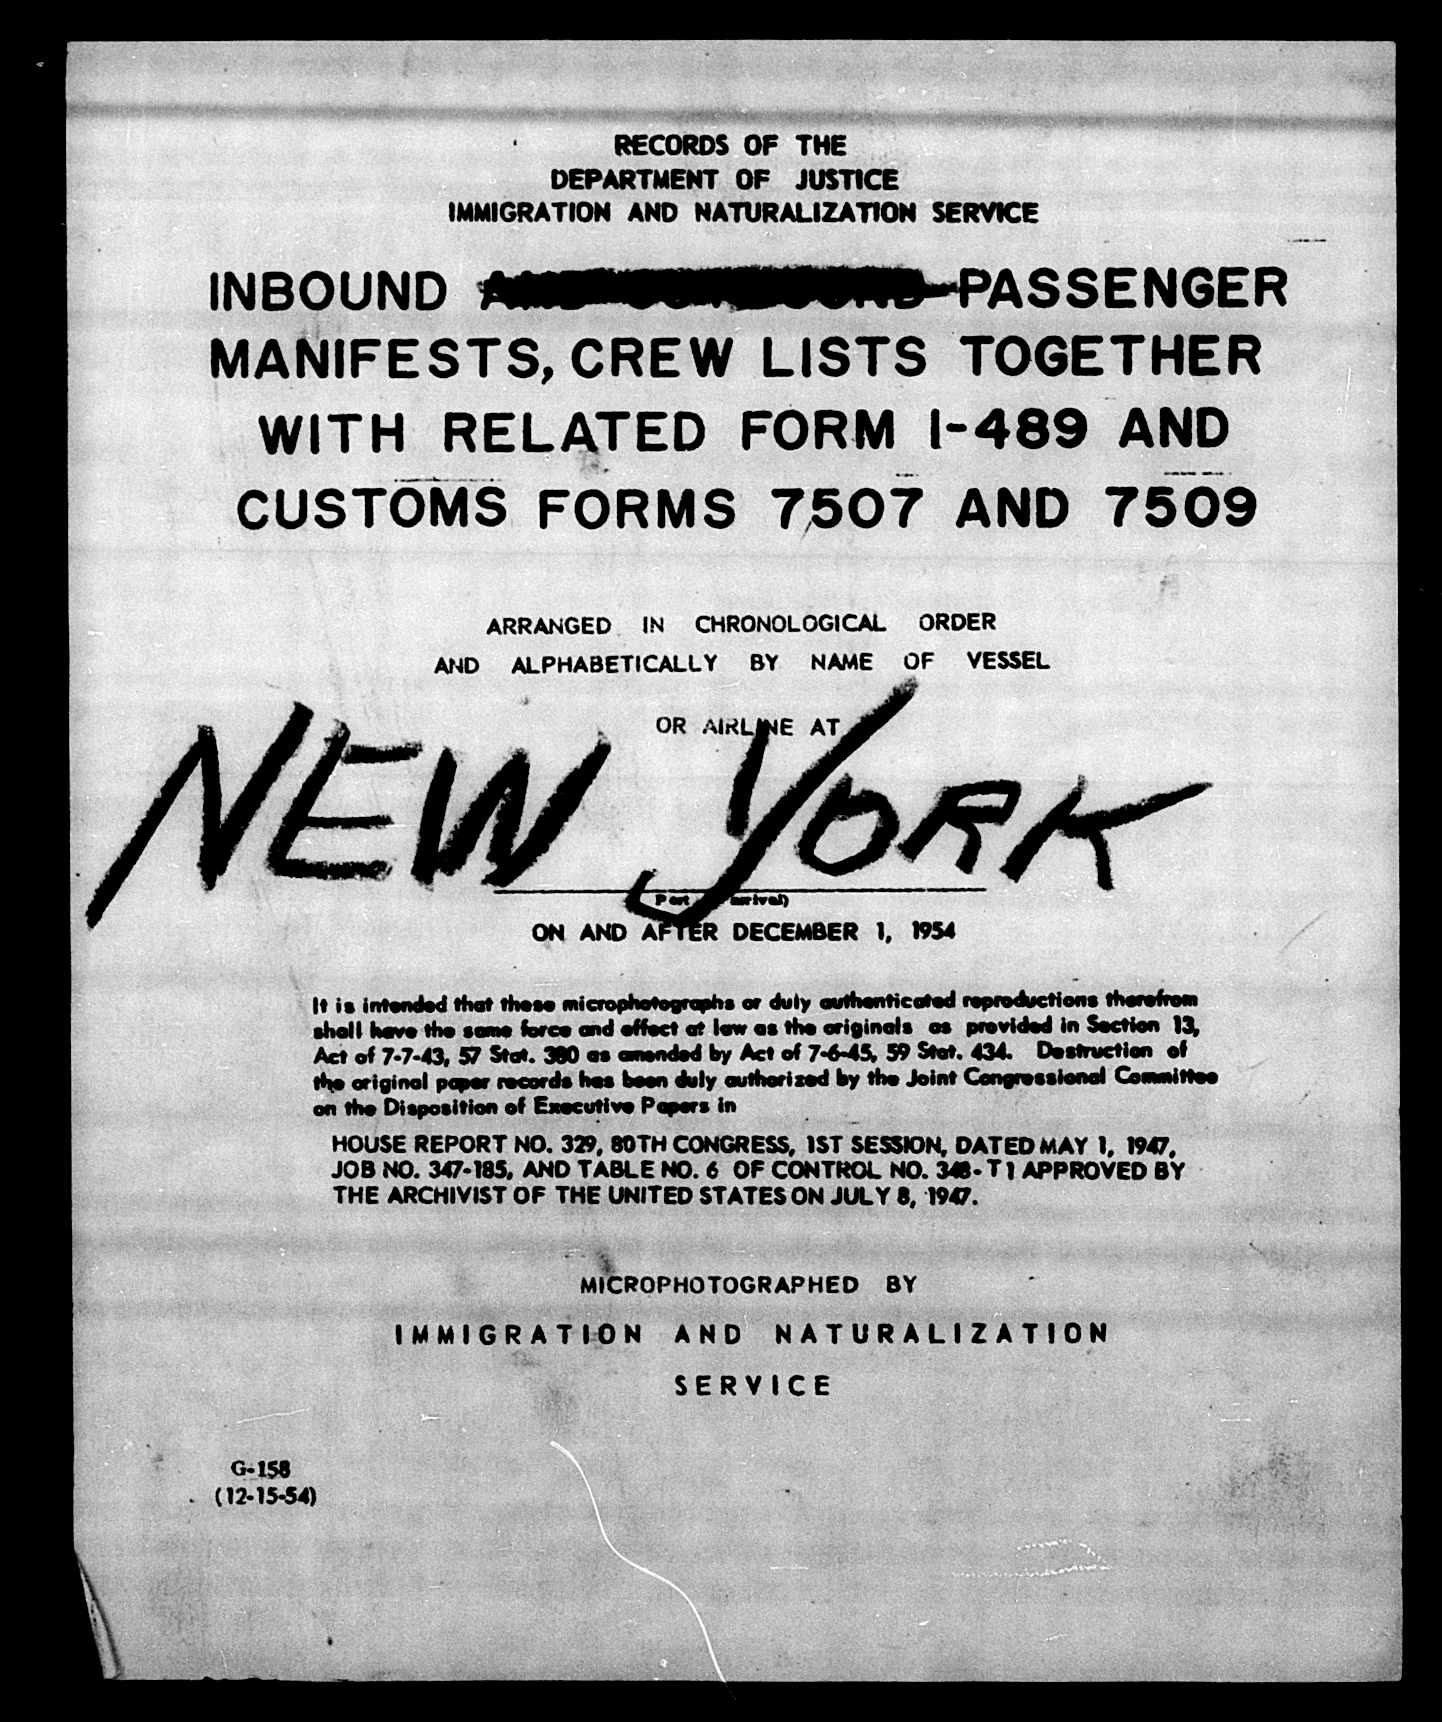 RECORDS OF THE
DEPARTMENT OF JUSTICE
IMMIGRATION AND NATURALIZATION SERVICE
INBOUND PASSENGER
MANIFESTS, CREW LISTS TOGETHER
WITH RELATED FORM I-489 AND
CUSTOMS FORMS 7507 AND 7509
ARRANGED IN CHRONOLOGICAL ORDER
AND ALPHABETICALLY BY NAME OF VESSEL
OR AIRLINE AT
NEW YORK
(Port arrival)
ON AND AFTER DECEMBER 1, 1954
It is intended that these microphotographs or duly authenticated reproductions therefrom
shall have the same force and effect at law as the originals as provided in Section 13,
Act of 7-7-43, 57 Stat. 380 as amended by Act of 7-6-45, 59 Stat. 434. Destruction of
the original paper records has been duly authorized by the Joint Congressional Committee
on the Disposition of Executive Papers in
HOUSE REPORT NO. 329, 80TH CONGRESS, 1ST SESSION, DATED MAY 1, 1947,
JOB NO. 347-185, AND TABLE NO. 6 OF CONTROL NO. 348-T1 APPROVED BY
THE ARCHIVIST OF THE UNITED STATES ON JULY 8, 1947.
MICROPHOTOGRAPHED BY
IMMIGRATION AND NATURALIZATION
SERVICE
G-158
(12-15-54)